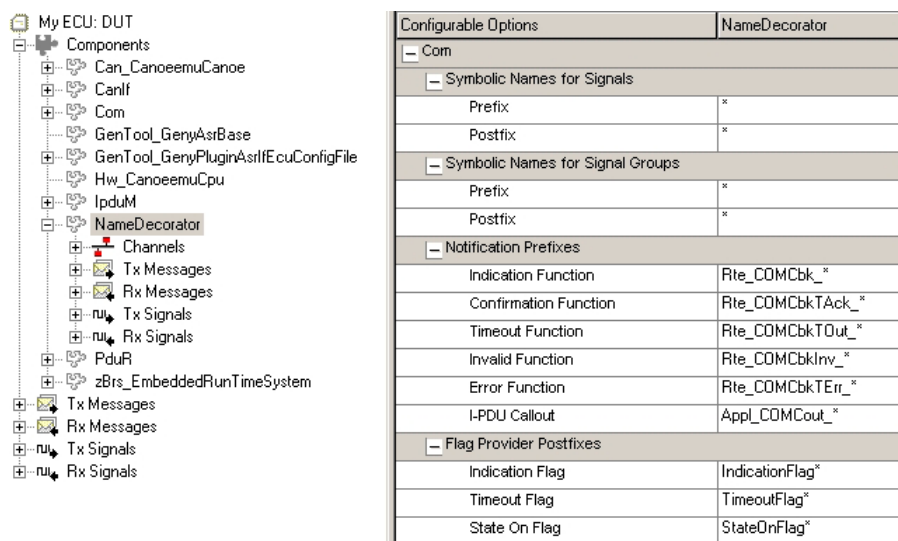 My ECU: DUT
Components
Can_CanoeemuCanoe
CanIf
Com
GenTool_GenyAsrBase
GenTool_GenyPluginAsrIfEcuConfigFile
Hw_CanoeemuCpu
IpduM
NameDecorator
Channels
Tx Messages
Rx Messages
Tx Signals
Rx Signals
PduR
zBrs_EmbeddedRunTimeSystem
Tx Messages
Rx Messages
Tx Signals
Rx Signals
Configurable Options NameDecorator
Com
Symbolic Names for Signals
Prefix *
Postfix *
Symbolic Names for Signal Groups
Prefix *
Postfix *
Notification Prefixes
Indication Function Rte_COMCbk_*
Confirmation Function Rte_COMCbkTAck_*
Timeout Function Rte_COMCbkTOut_*
Invalid Function Rte_COMCbkInv_*
Error Function Rte_COMCbkTErr_*
I-PDU Callout Appl_COMCout_*
Flag Provider Postfixes
Indication Flag IndicationFlag*
Timeout Flag TimeoutFlag*
State On Flag StateOnFlag*